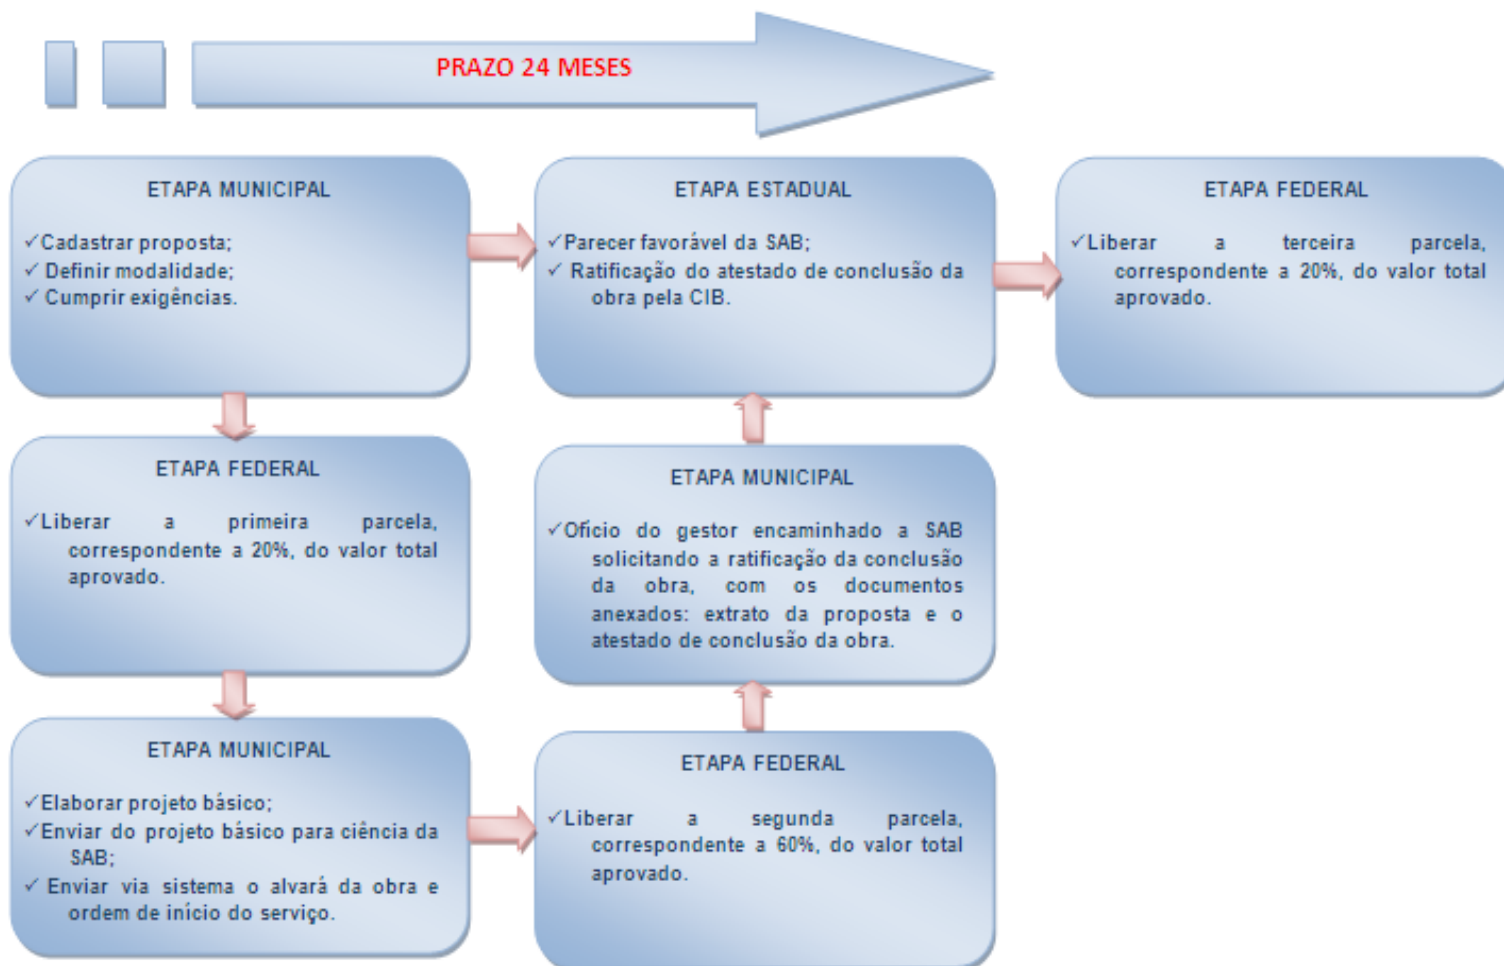 PRAZO 24 MESES
ETAPA MUNICIPAL
✓Cadastrar proposta;
✓ Definir modalidade;
✓ Cumprir exigências.
ETAPA ESTADUAL
✓Parecer favorável da SAB;
✓ Ratificação do atestado de conclusão da
obra pela CIB.
ETAPA FEDERAL
✓Liberar a terceira parcela,
correspondente a 20%, do valor total
aprovado.
ETAPA FEDERAL
✓Liberar a primeira parcela,
correspondente a 20%, do valor total
aprovado.
ETAPA MUNICIPAL
✓Ofício do gestor encaminhado a SAB
solicitando a ratificação da conclusão
da obra, com os documentos
anexados: extrato da proposta e o
atestado de conclusão da obra.
ETAPA MUNICIPAL
✓Elaborar projeto básico;
✓Enviar do projeto básico para ciência da
SAB;
✓ Enviar via sistema o alvará da obra e
ordem de início do serviço.
ETAPA FEDERAL
✓Liberar a segunda parcela,
correspondente a 60%, do valor total
aprovado.